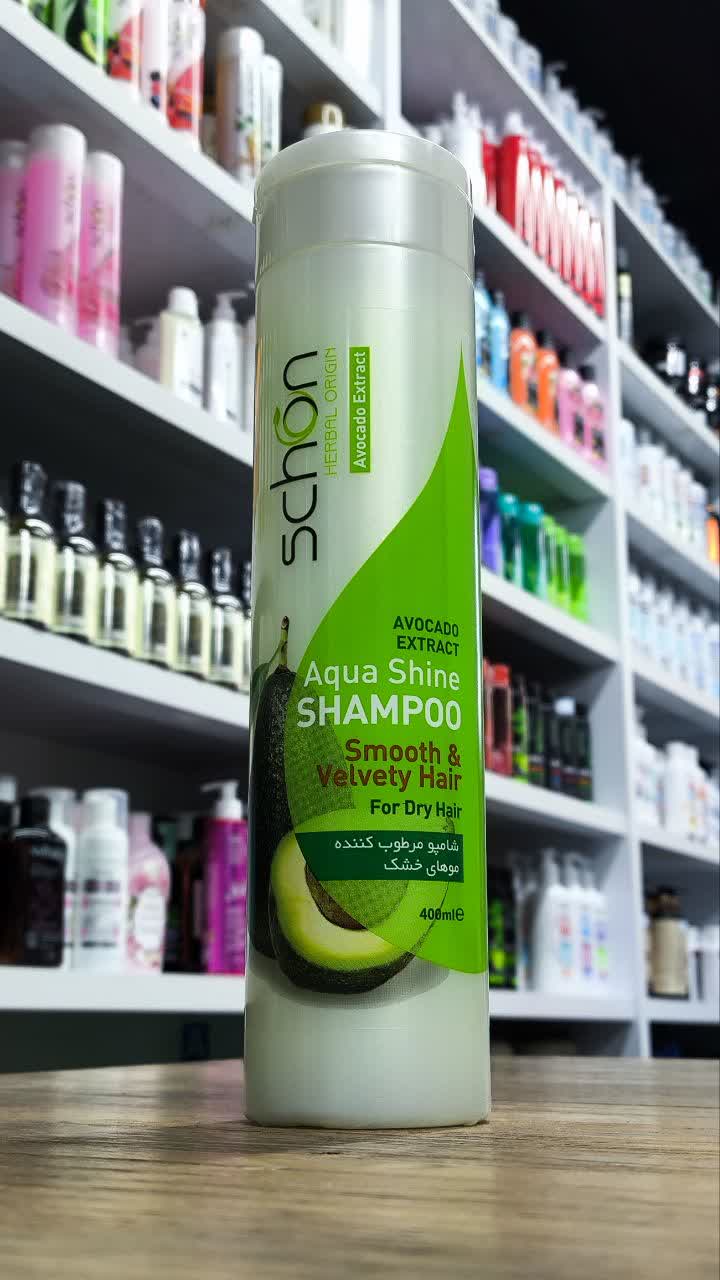 schön
HERBAL ORIGIN
Avocado Extract
AVOCADO
EXTRACT
Aqua Shine
SHAMPOO
Smooth &
Velvety Hair
For Dry Hair
شامپو مرطوب کننده
موهای خشک
400ml℮